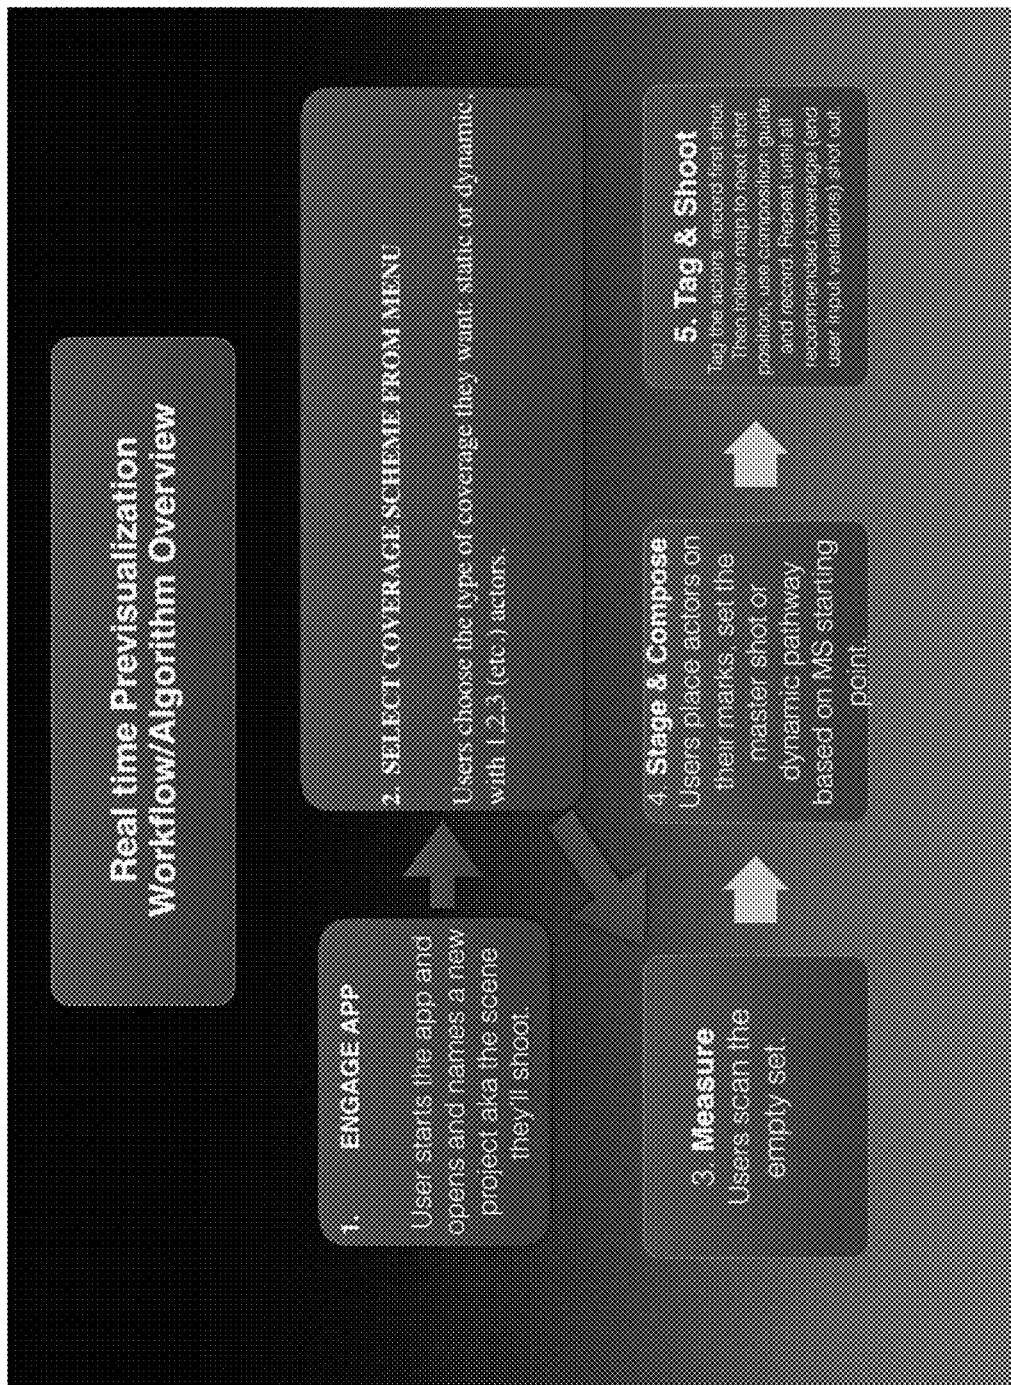 Real time Previsualization
Workflow/Algorithm Overview
1. ENGAGE APP
User starts the app and
opens and names a new
project aka the scene
they'll shoot.
2. SELECT COVERAGE SCHEME FROM MENU
Users choose the type of coverage they want: static or dynamic,
with 1,2,3 (etc.) actors.
3. Measure
Users scan the
empty set.
4. Stage & Compose
Users place actors on
their marks, set the
master shot or
dynamic pathway
based on MS starting
point
5. Tag & Shoot
Tag the actors, record first shot.
Then follow map to next shot
position, use composition guide
and record. Repeat until all
recommended coverage (and
user input variations) shot out